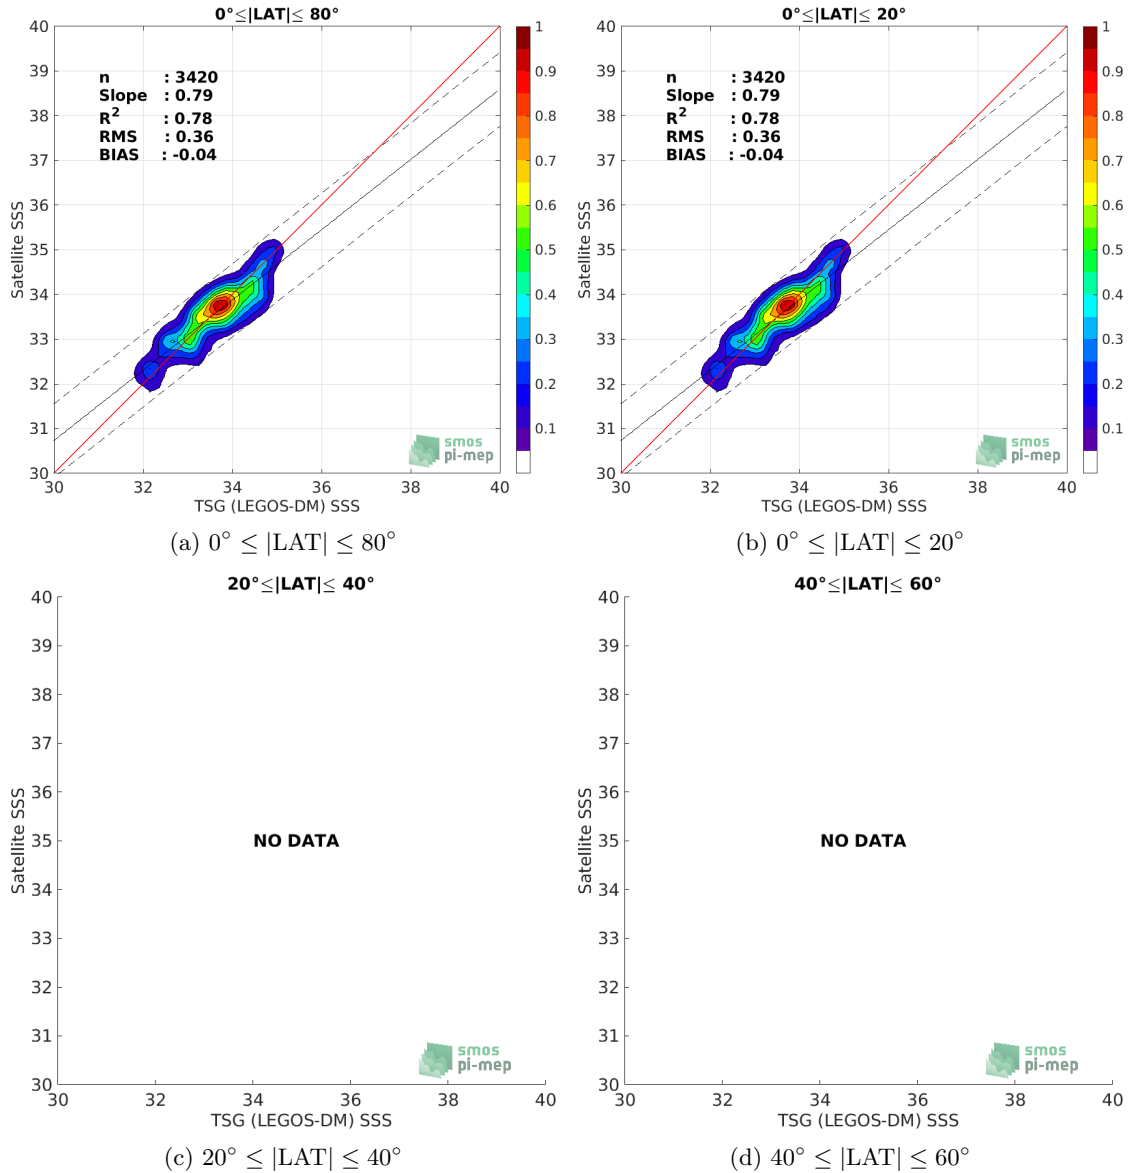 0°≤|LAT|≤ 80°
40
39
38
37
36
35
34
33
32
31
30
Satellite SSS
n : 3420
Slope : 0.79
R2 : 0.78
RMS : 0.36
BIAS : -0.04
1
0.9
0.8
0.7
0.6
0.5
0.4
0.3
0.2
0.1
smos
pi-mep
30 32 34 36 38 40
TSG (LEGOS-DM) SSS
(a) 0° ≤ |LAT| ≤ 80°
0°≤|LAT|≤ 20°
40
39
38
37
36
35
34
33
32
31
30
Satellite SSS
n : 3420
Slope : 0.79
R2 : 0.78
RMS : 0.36
BIAS : -0.04
1
0.9
0.8
0.7
0.6
0.5
0.4
0.3
0.2
0.1
smos
pi-mep
30 32 34 36 38 40
TSG (LEGOS-DM) SSS
(b) 0° ≤ |LAT| ≤ 20°
20°≤|LAT|≤ 40°
40
39
38
37
36
35
34
33
32
31
30
Satellite SSS
NO DATA
smos
pi-mep
30 32 34 36 38 40
TSG (LEGOS-DM) SSS
(c) 20° ≤ |LAT| ≤ 40°
40°≤|LAT|≤ 60°
40
39
38
37
36
35
34
33
32
31
30
Satellite SSS
NO DATA
smos
pi-mep
30 32 34 36 38 40
TSG (LEGOS-DM) SSS
(d) 40° ≤ |LAT| ≤ 60°